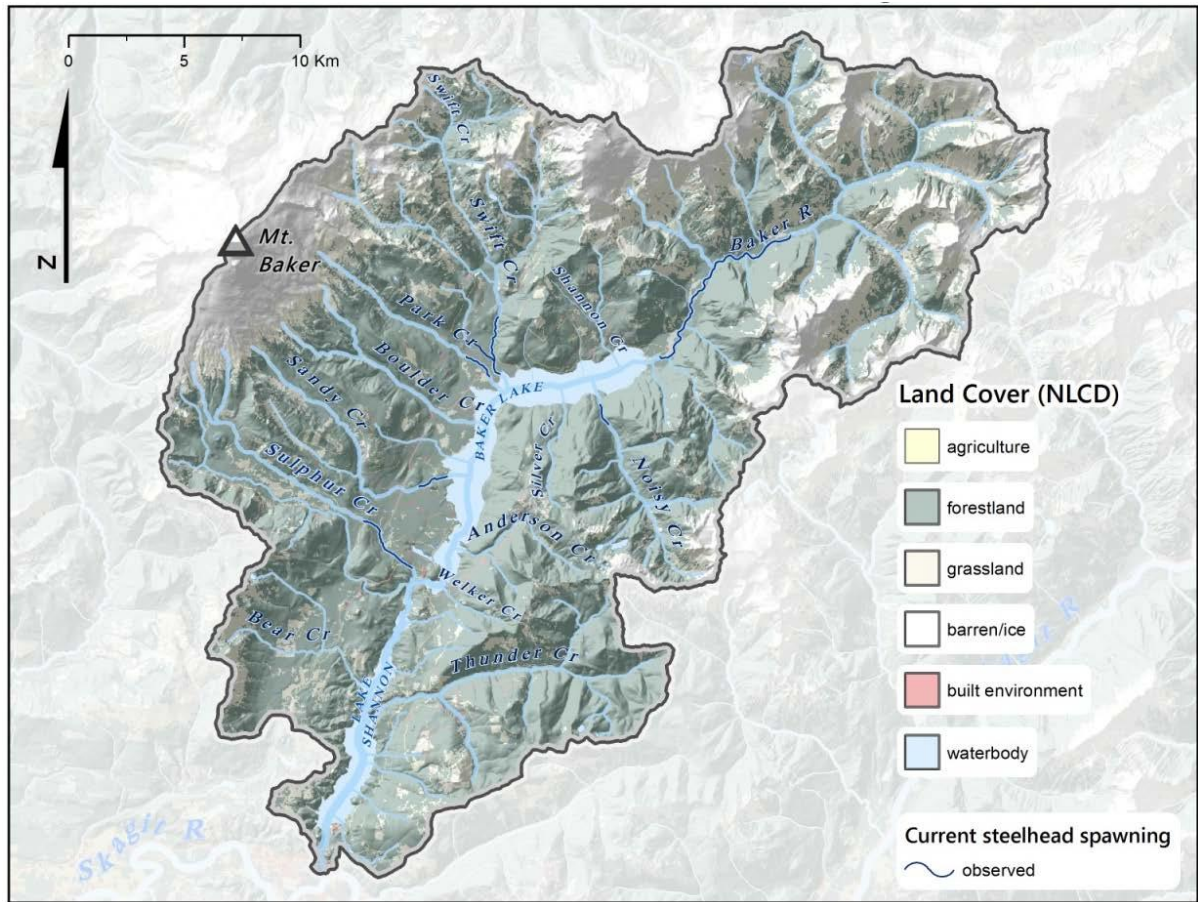 0 5 10 Km
N
Mt.
Baker
Swift Cr
Swift Cr
Baker R
Shannon Cr
Park Cr
Boulder Cr
Sandy Cr
BAKER LAKE
Sulphur Cr
Silver Cr
Noisy Cr
Anderson Cr
Welker Cr
Bear Cr
Thunder Cr
LAKE
SHANNON
Skagit R
Land Cover (NLCD)
agriculture
forestland
grassland
barren/ice
built environment
waterbody
Current steelhead spawning
observed